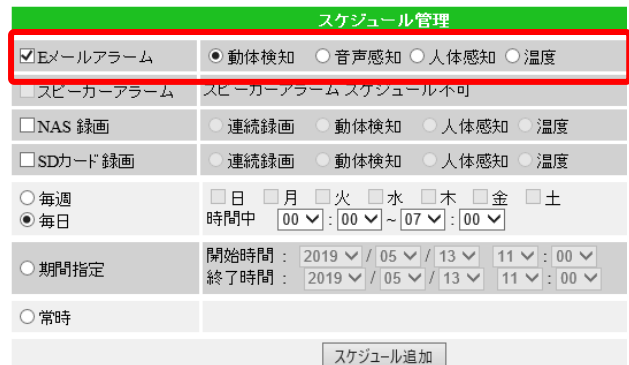 スケジュール管理
Eメールアラーム 動体検知 音声感知 人体感知 温度
スピーカーアラーム スピーカーアラーム スケジュール不可
NAS 録画 連続録画 動体検知 人体感知 温度
SDカード録画 連続録画 動体検知 人体感知 温度
毎週 日 月 火 水 木 金 土
毎日 時間中 00 : 00 ~ 07 : 00
期間指定 開始時間 : 2019 / 05 / 13 11 : 00
終了時間 : 2019 / 05 / 13 11 : 00
常時
スケジュール追加